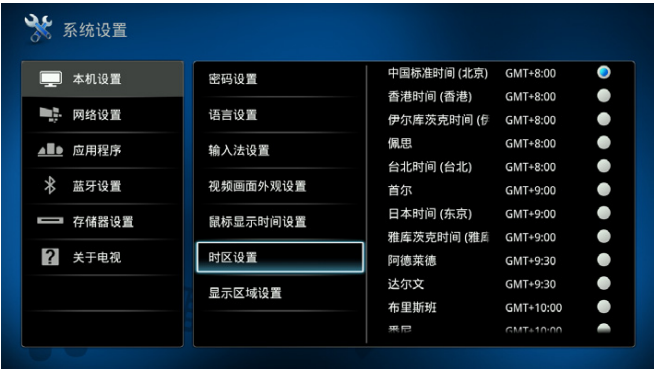 系统设置
本机设置
网络设置
应用程序
蓝牙设置
存储器设置
关于电视
密码设置
语言设置
输入法设置
视频画面外观设置
鼠标显示时间设置
时区设置
显示区域设置
中国标准时间 (北京) GMT+8:00
香港时间 (香港) GMT+8:00
伊尔库茨克时间 (伊 GMT+8:00
佩思 GMT+8:00
台北时间 (台北) GMT+8:00
首尔 GMT+9:00
日本时间 (东京) GMT+9:00
雅库茨克时间 (雅库 GMT+9:00
阿德莱德 GMT+9:30
达尔文 GMT+9:30
布里斯班 GMT+10:00
GMT+10:00